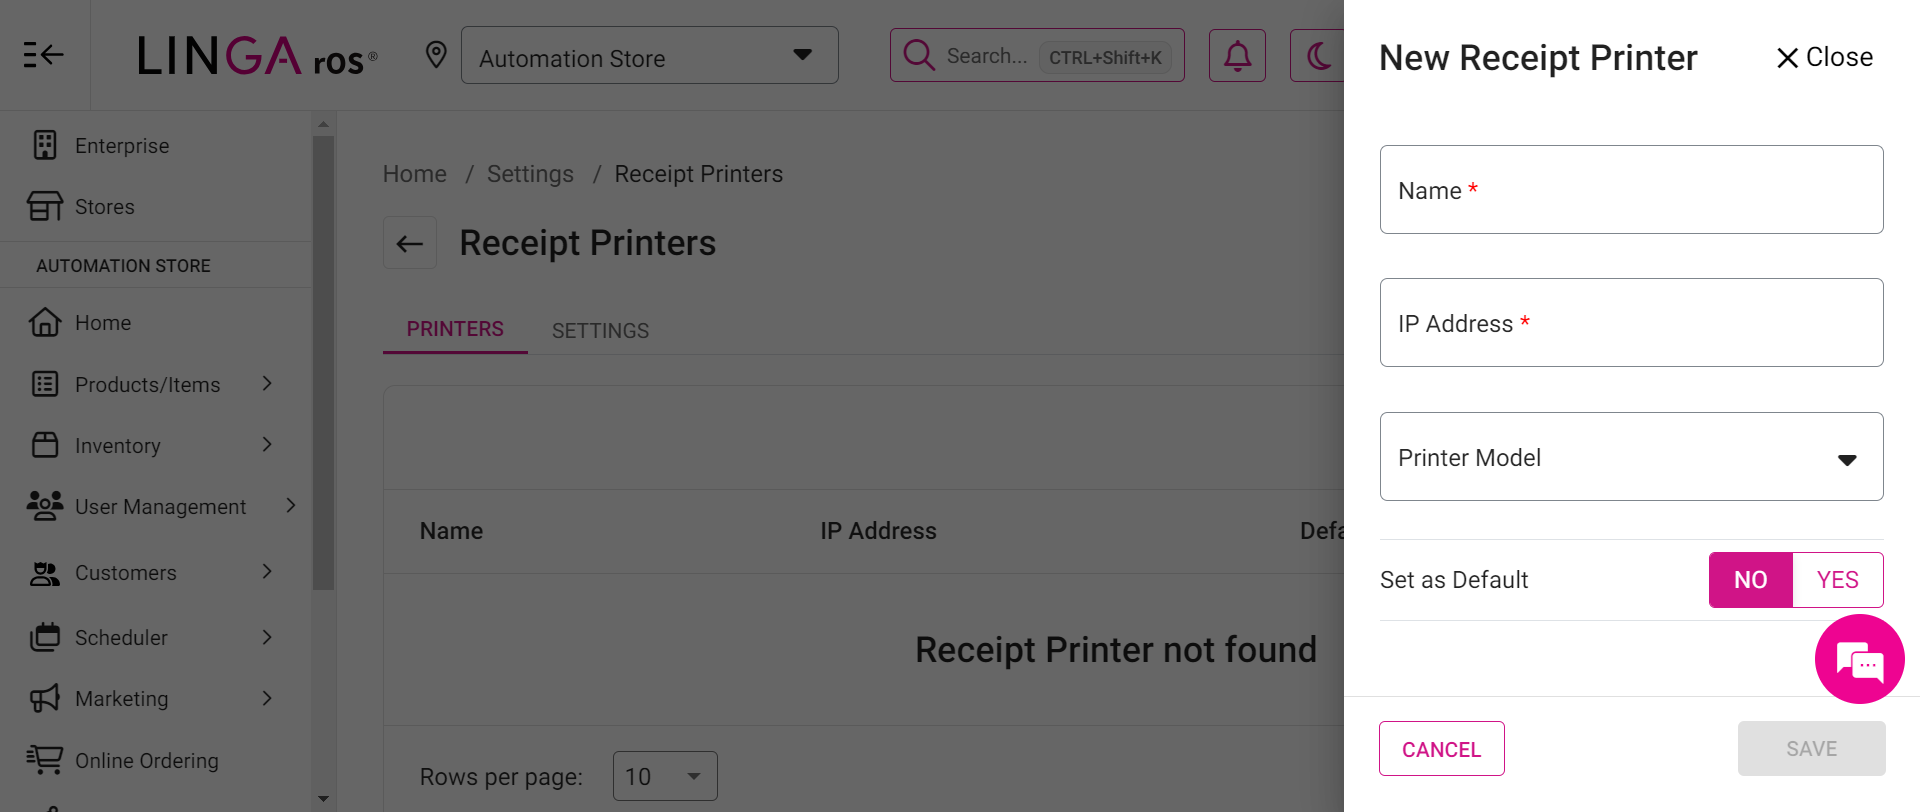 LINGA ros®
Automation Store
Search... CTRL+Shift+K
Enterprise
Stores
AUTOMATION STORE
Home
Products/Items
Inventory
User Management
Customers
Scheduler
Marketing
Online Ordering
Home / Settings / Receipt Printers
Receipt Printers
PRINTERS SETTINGS
Name IP Address
Receipt Printer not found
Rows per page: 10
New Receipt Printer
Close
Name *
IP Address *
Printer Model
Set as Default NO YES
CANCEL SAVE